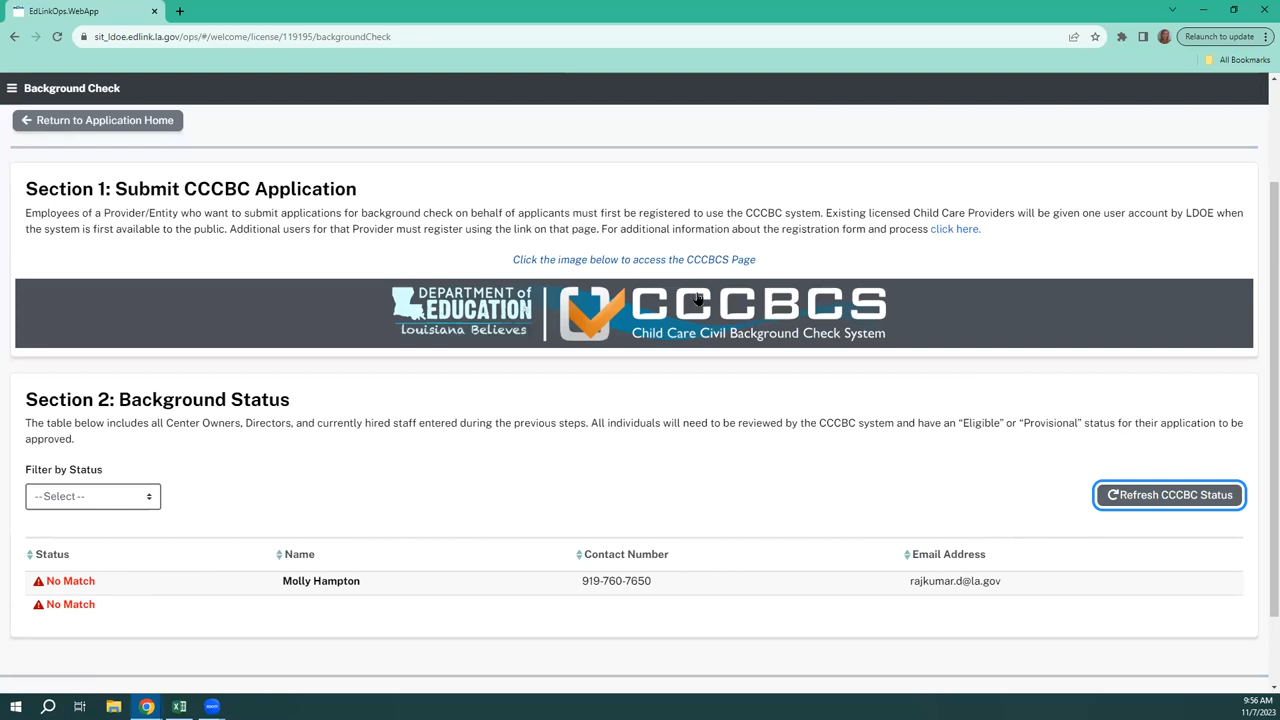 EdLinkOps.WebApp
sit_ldoe.edlink.la.gov/ops/#/welcome/license/119195/backgroundCheck
Relaunch to update
All Bookmarks
Background Check
Return to Application Home
Section 1: Submit CCCBC Application
Employees of a Provider/Entity who want to submit applications for background check on behalf of applicants must first be registered to use the CCCBC system. Existing licensed Child Care Providers will be given one user account by LDOE when
the system is first available to the public. Additional users for that Provider must register using the link on that page. For additional information about the registration form and process click here.
Click the image below to access the CCCBCS Page
DEPARTMENT of
EDUCATION
Louisiana Believes
CCCBCS
Child Care Civil Background Check System
Section 2: Background Status
The table below includes all Center Owners, Directors, and currently hired staff entered during the previous steps. All individuals will need to be reviewed by the CCCBC system and have an “Eligible” or “Provisional” status for their application to be
approved.
Filter by Status
--Select--
Refresh CCCBC Status
Status Name Contact Number Email Address
No Match Molly Hampton 919-760-7650 rajkumar.d@la.gov
No Match
9:56 AM
11/7/2023